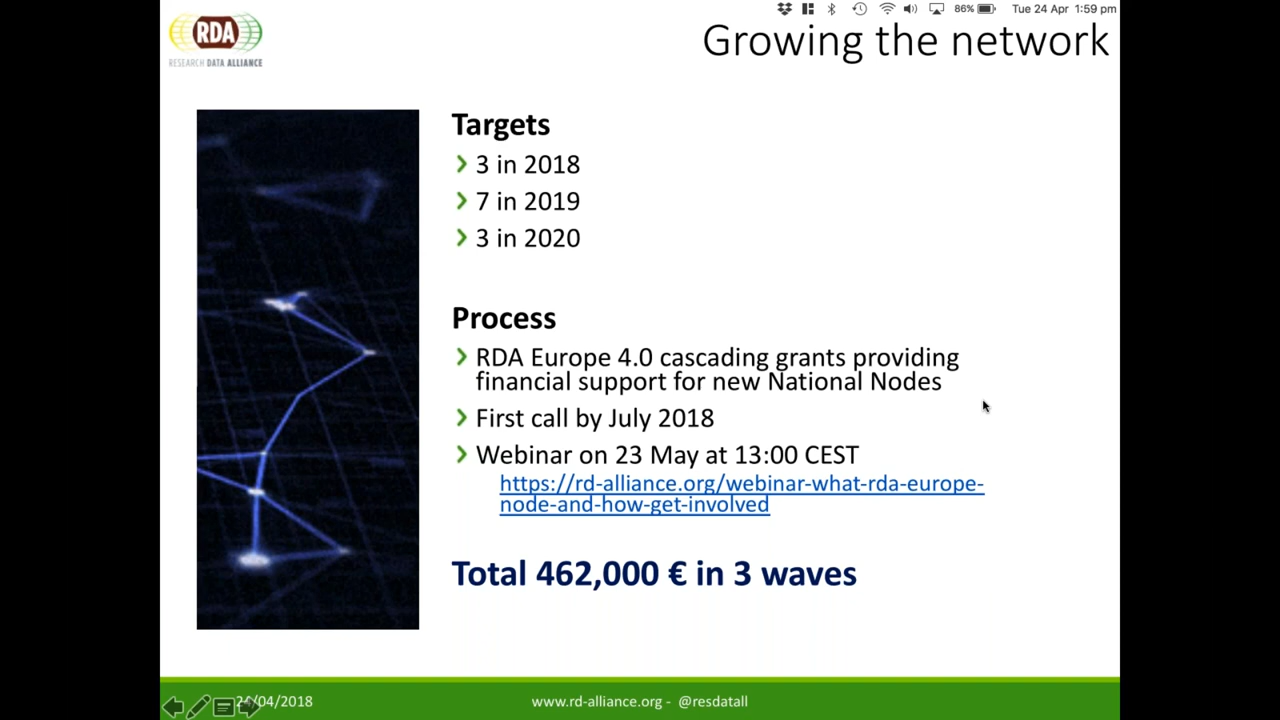 86%
Tue 24 Apr 1:59 pm
RDA
RESEARCH DATA ALLIANCE
Growing the network
Targets
3 in 2018
7 in 2019
3 in 2020
Process
RDA Europe 4.0 cascading grants providing
financial support for new National Nodes
First call by July 2018
Webinar on 23 May at 13:00 CEST
https://rd-alliance.org/webinar-what-rda-europe-
node-and-how-get-involved
Total 462,000 € in 3 waves
24/04/2018
www.rd-alliance.org - @resdatall